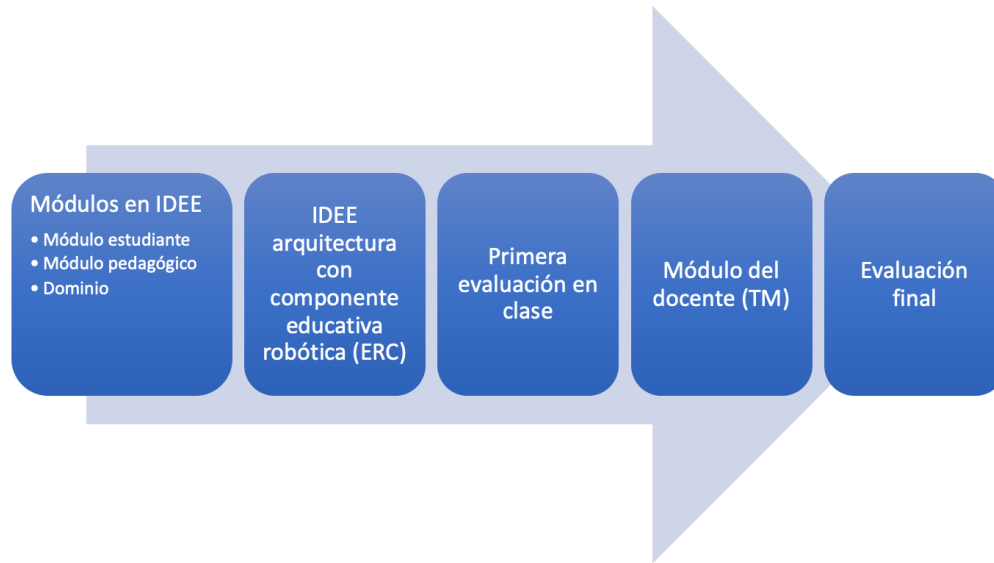 Módulos en IDEE
• Módulo estudiante
• Módulo pedagógico
• Dominio
IDEE
arquitectura
con
componente
educativa
robótica (ERC)
Primera
evaluación en
clase
Módulo del
docente (TM)
Evaluación
final